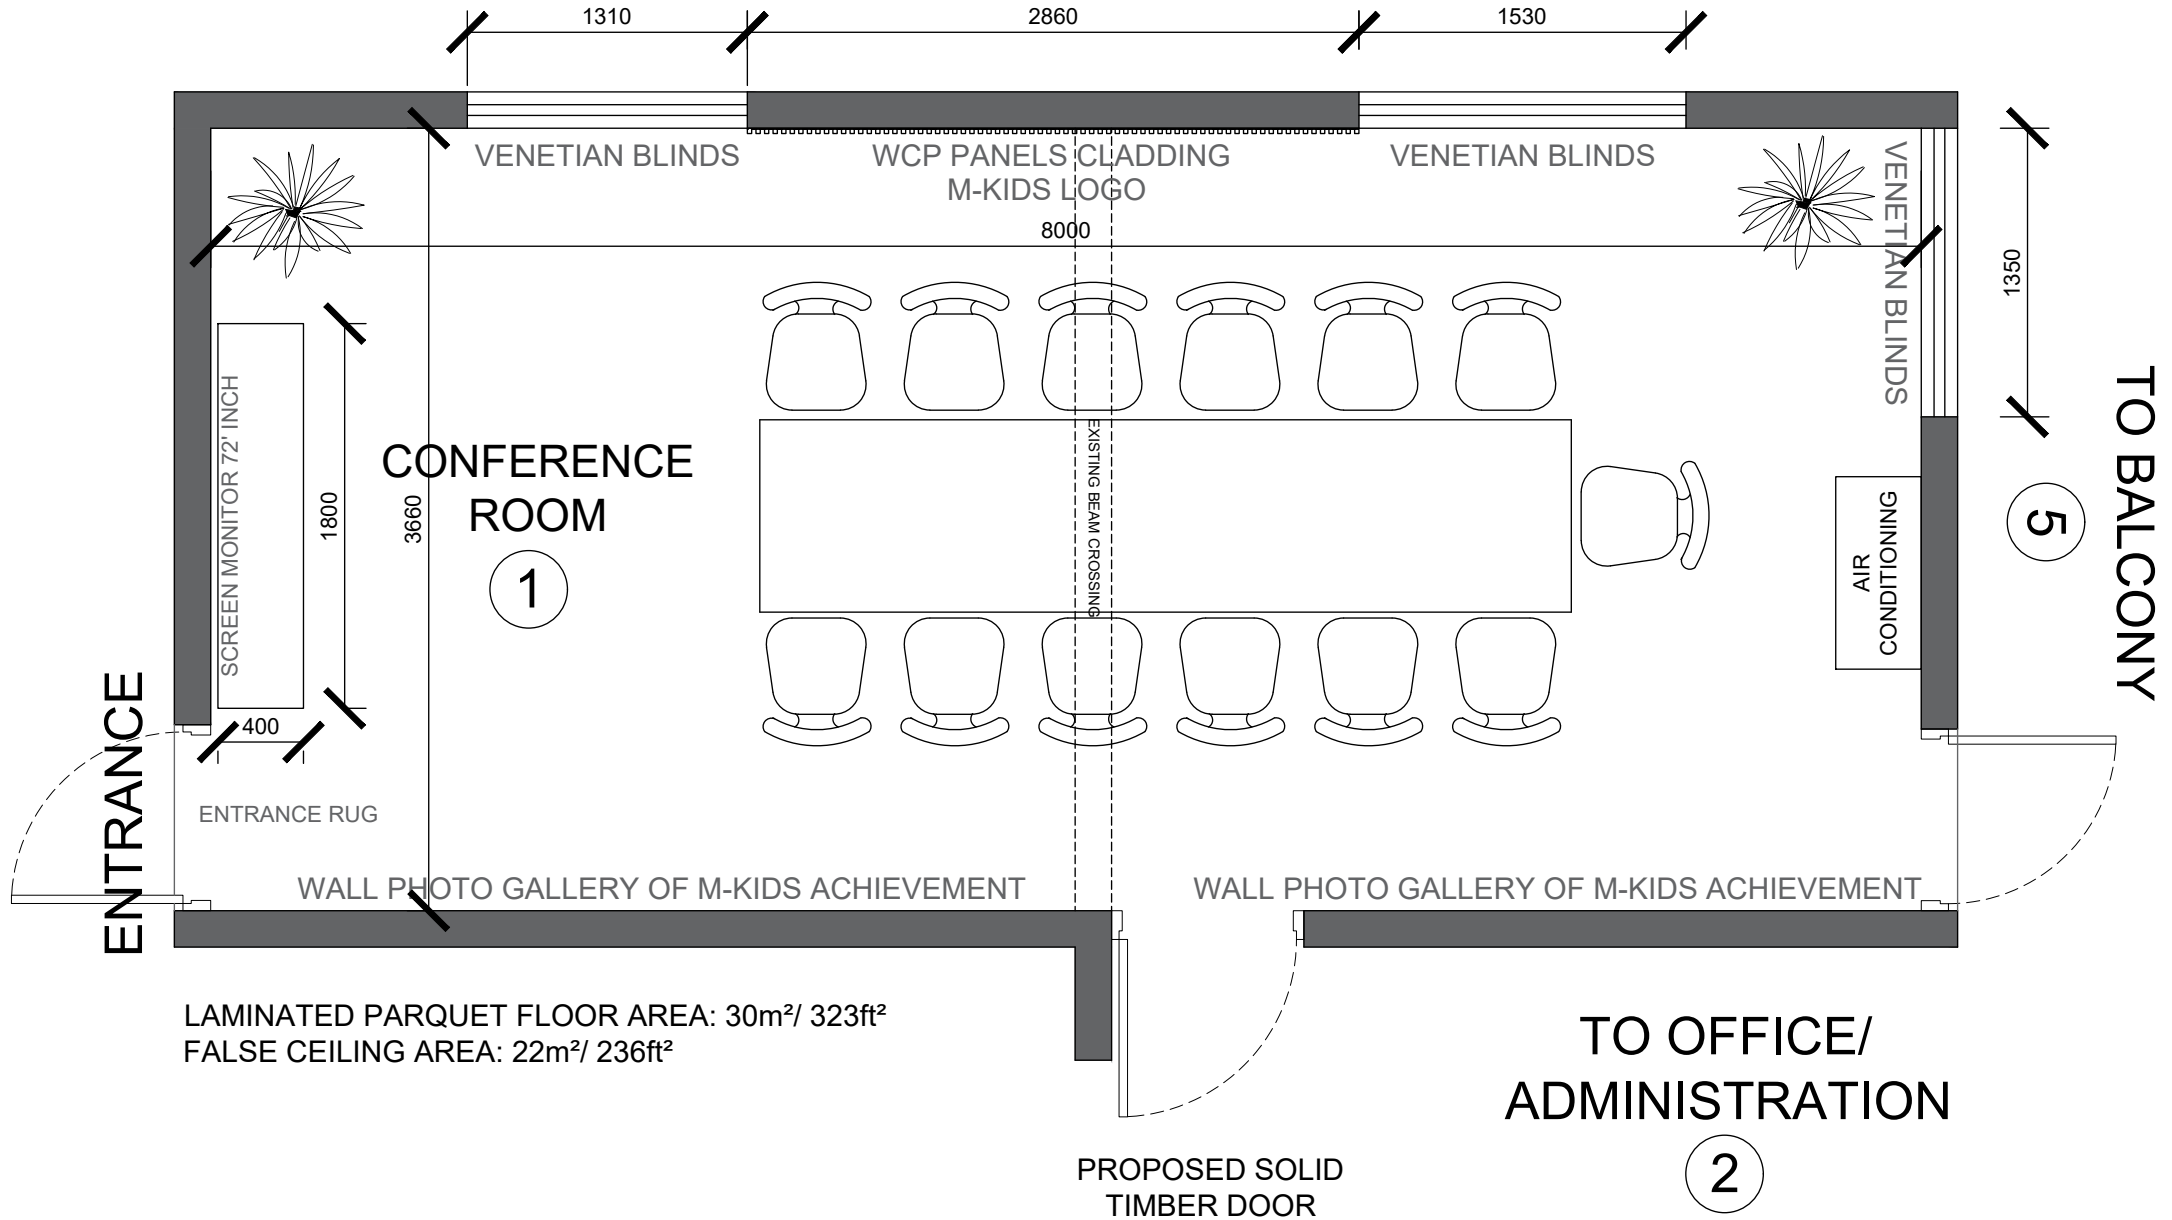 1310
2860
1530
VENETIAN BLINDS
WCP PANELS CLADDING
M-KIDS LOGO
VENETIAN BLINDS
VENETIAN BLINDS
8000
1350
SCREEN MONITOR 72' INCH
1800
3660
CONFERENCE
ROOM
1
EXISTING BEAM CROSSING
AIR
CONDITIONING
5
TO BALCONY
400
ENTRANCE
ENTRANCE RUG
WALL PHOTO GALLERY OF M-KIDS ACHIEVEMENT
WALL PHOTO GALLERY OF M-KIDS ACHIEVEMENT
LAMINATED PARQUET FLOOR AREA: 30m²/ 323ft²
FALSE CEILING AREA: 22m²/ 236ft²
TO OFFICE/
ADMINISTRATION
2
PROPOSED SOLID
TIMBER DOOR